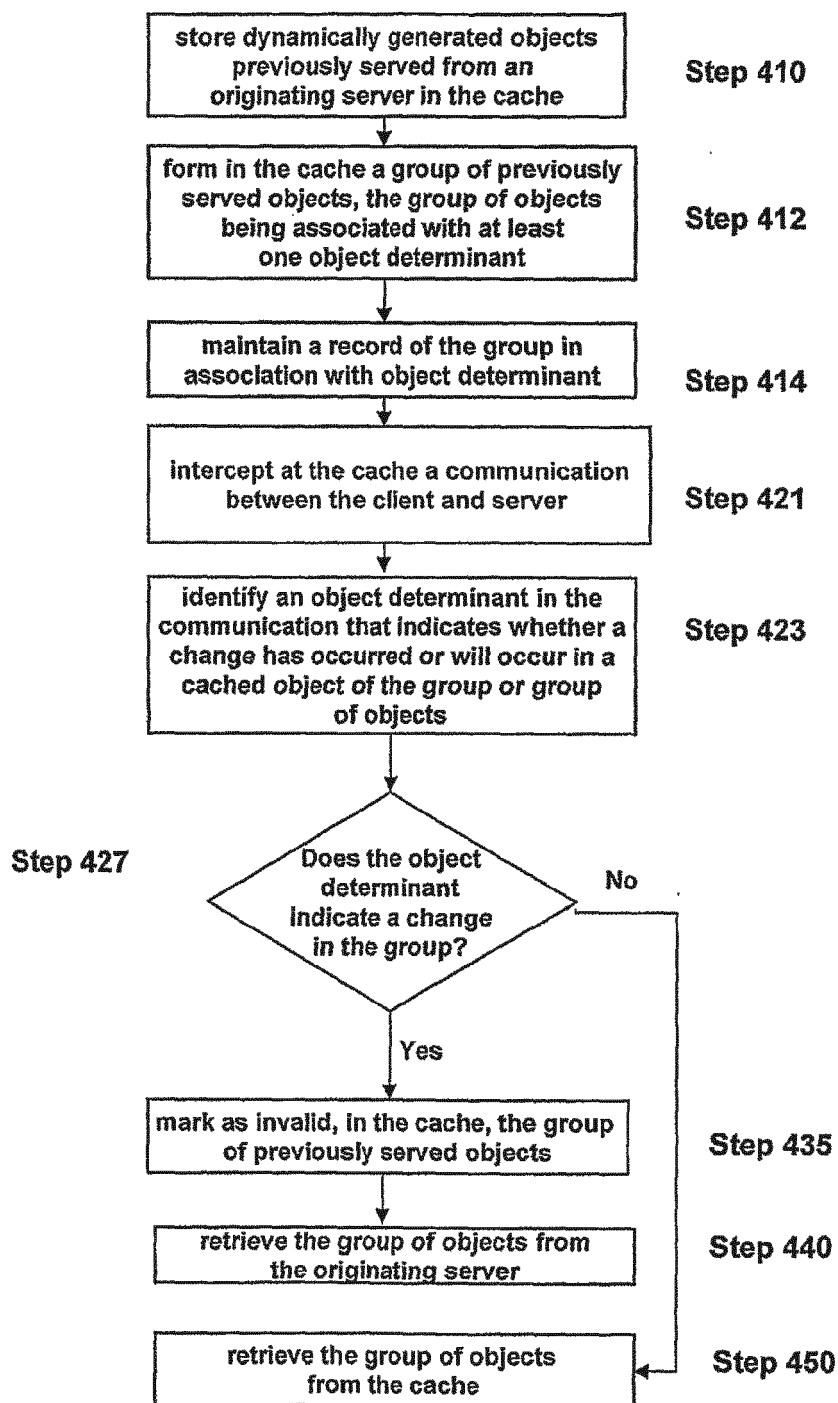 store dynamically generated objects
previously served from an
originating server in the cache
Step 410
form in the cache a group of previously
served objects, the group of objects
being associated with at least
one object determinant
Step 412
maintain a record of the group in
association with object determinant
Step 414
intercept at the cache a communication
between the client and server
Step 421
identify an object determinant in the
communication that indicates whether a
change has occurred or will occur in a
cached object of the group or group
of objects
Step 423
Step 427
Does the object
determinant
indicate a change
in the group?
No
Yes
mark as invalid, in the cache, the group
of previously served objects
Step 435
retrieve the group of objects from
the originating server
Step 440
retrieve the group of objects
from the cache
Step 450